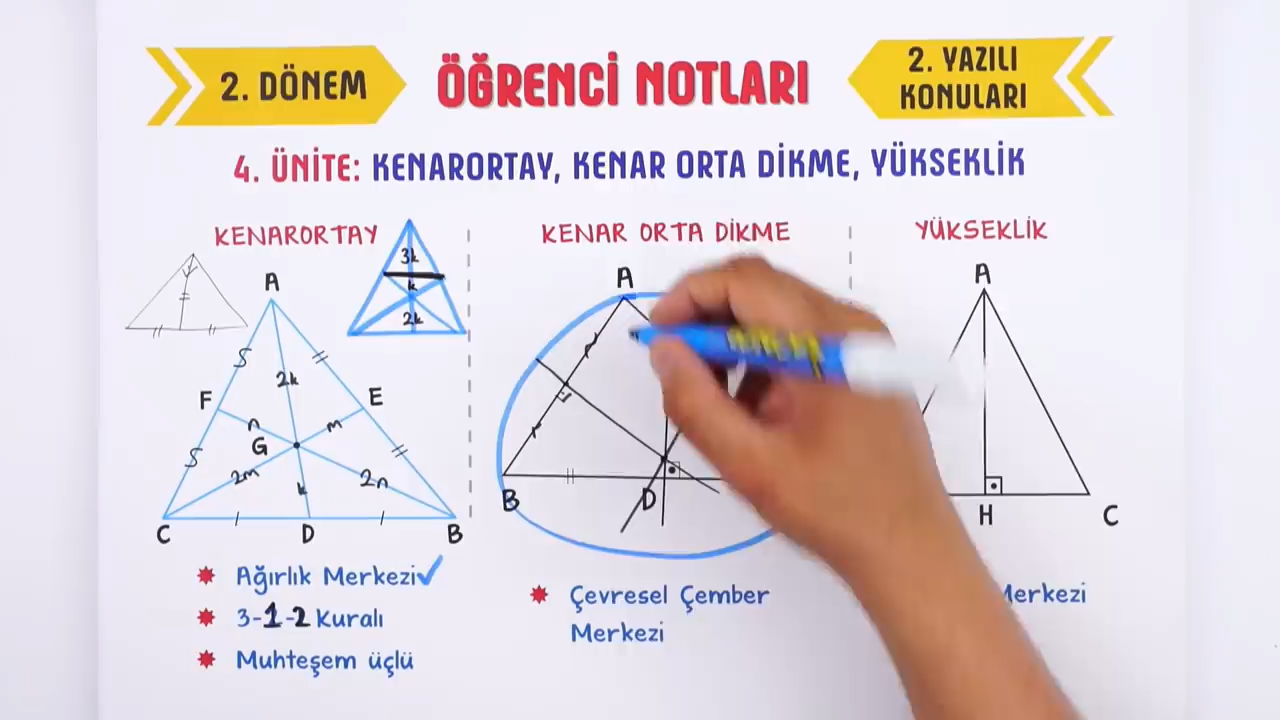 2. DÖNEM
ÖĞRENCİ NOTLARI
2. YAZILI
KONULARI
4. ÜNİTE: KENARORTAY, KENAR ORTA DİKME, YÜKSEKLİK
KENARORTAY
3k
k
2k
A
S
2k
F
E
n
m
G
S
2m
k
2n
C
D
B
Ağırlık Merkezi
3-1-2 Kuralı
Muhteşem üçlü
KENAR ORTA DİKME
A
B
D
Çevresel Çember
Merkezi
YÜKSEKLİK
A
H
C
Merkezi